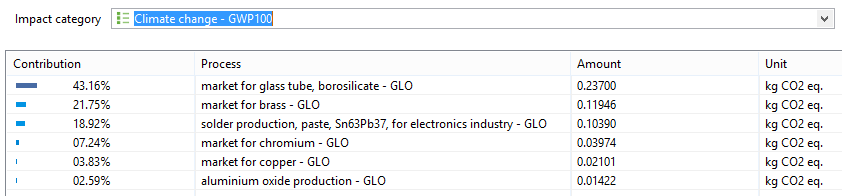 Impact category Climate change - GWP100
Contribution Process Amount Unit
43.16% market for glass tube, borosilicate - GLO 0.23700 kg CO2 eq.
21.75% market for brass - GLO 0.11946 kg CO2 eq.
18.92% solder production, paste, Sn63Pb37, for electronics industry - GLO 0.10390 kg CO2 eq.
07.24% market for chromium - GLO 0.03974 kg CO2 eq.
03.83% market for copper - GLO 0.02101 kg CO2 eq.
02.59% aluminium oxide production - GLO 0.01422 kg CO2 eq.